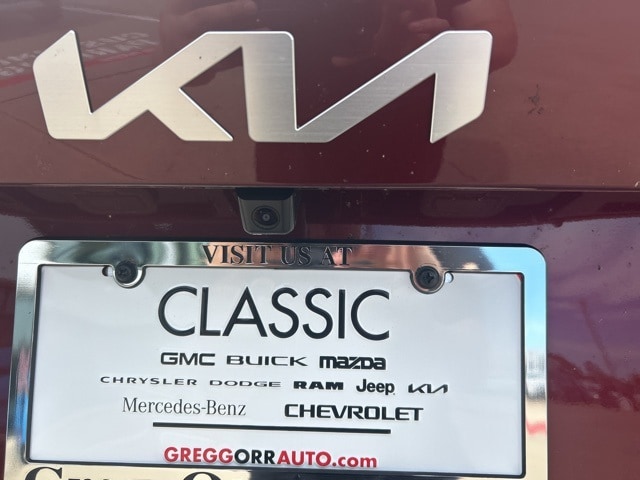 KIA
VISIT US AT
CLASSIC
GMC BUICK mazda
CHRYSLER DODGE RAM Jeep KIA
Mercedes-Benz CHEVROLET
GREGGORRAUTO.com